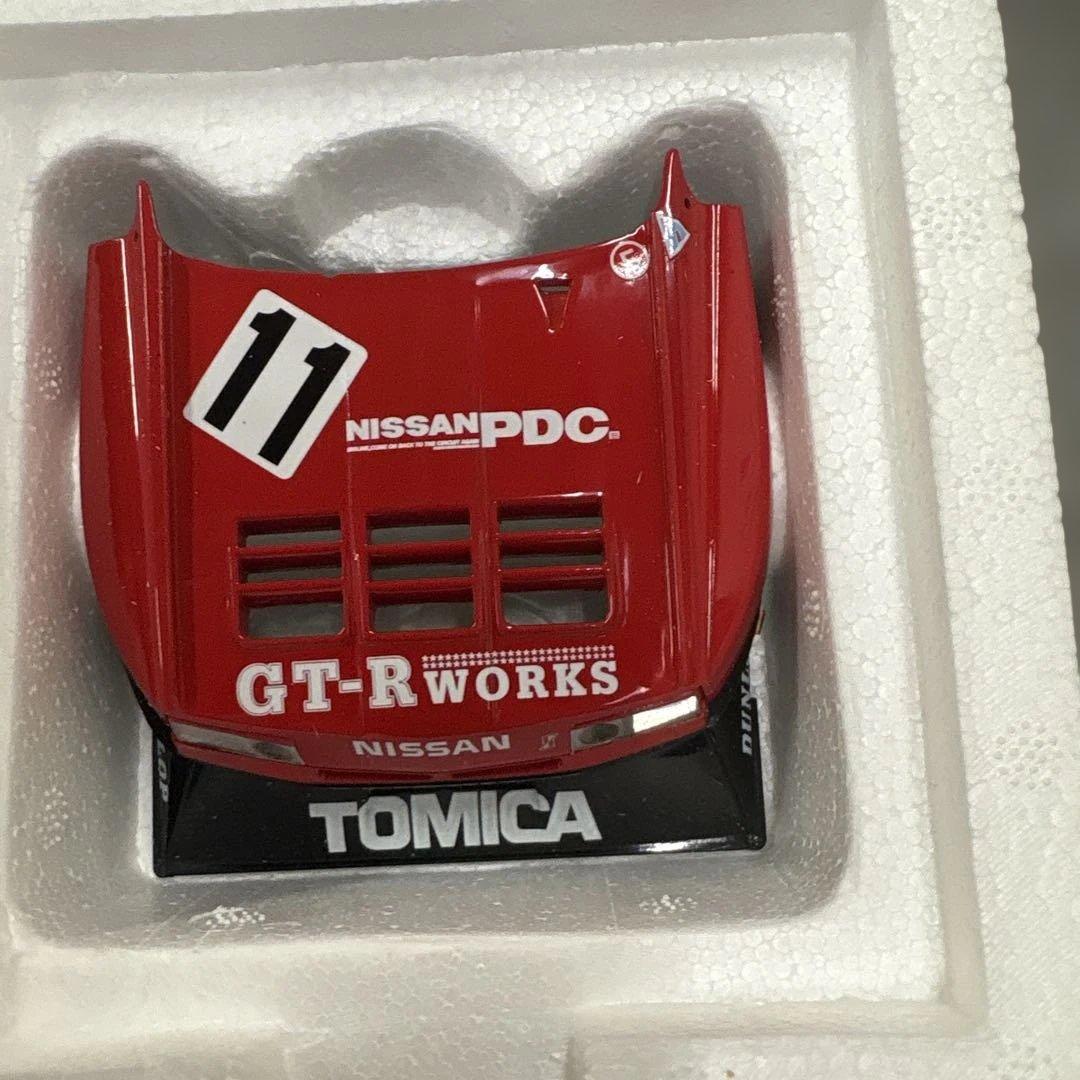 11
NISSAN PDC
GT-R WORKS
NISSAN
TOMICA